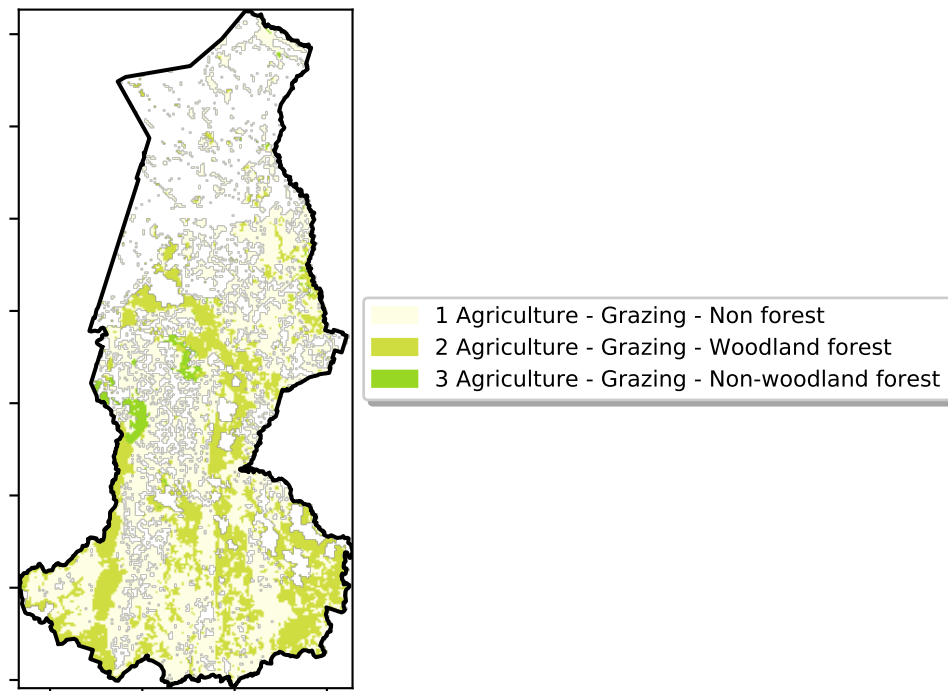 1 Agriculture - Grazing - Non forest
2 Agriculture - Grazing - Woodland forest
3 Agriculture - Grazing - Non-woodland forest